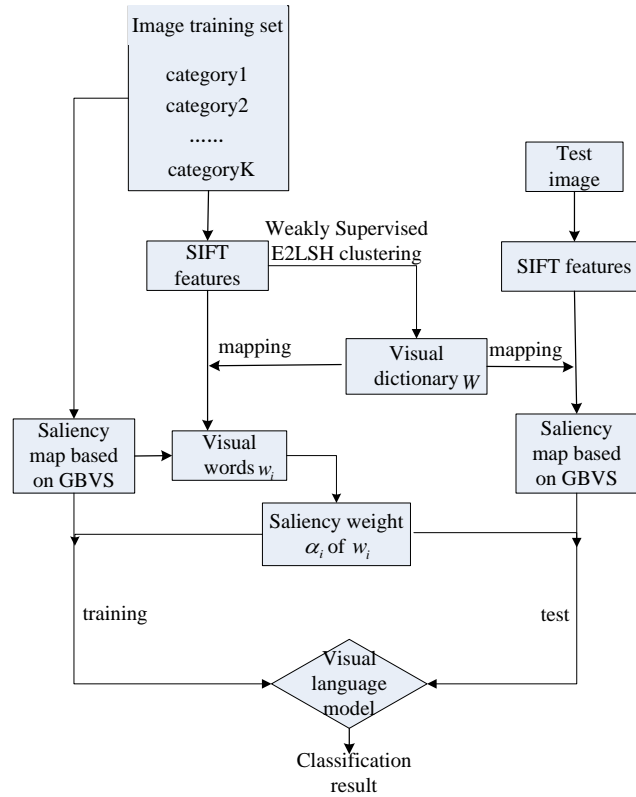 Image training set
category1
category2
......
categoryK
Test
image
SIFT
features
Weakly Supervised
E2LSH clustering
SIFT features
mapping
Visual
dictionary W
mapping
Saliency
map based
on GBVS
Visual
words wᵢ
Saliency
map based
on GBVS
Saliency weight
αᵢ of wᵢ
training
test
Visual
language
model
Classification
result